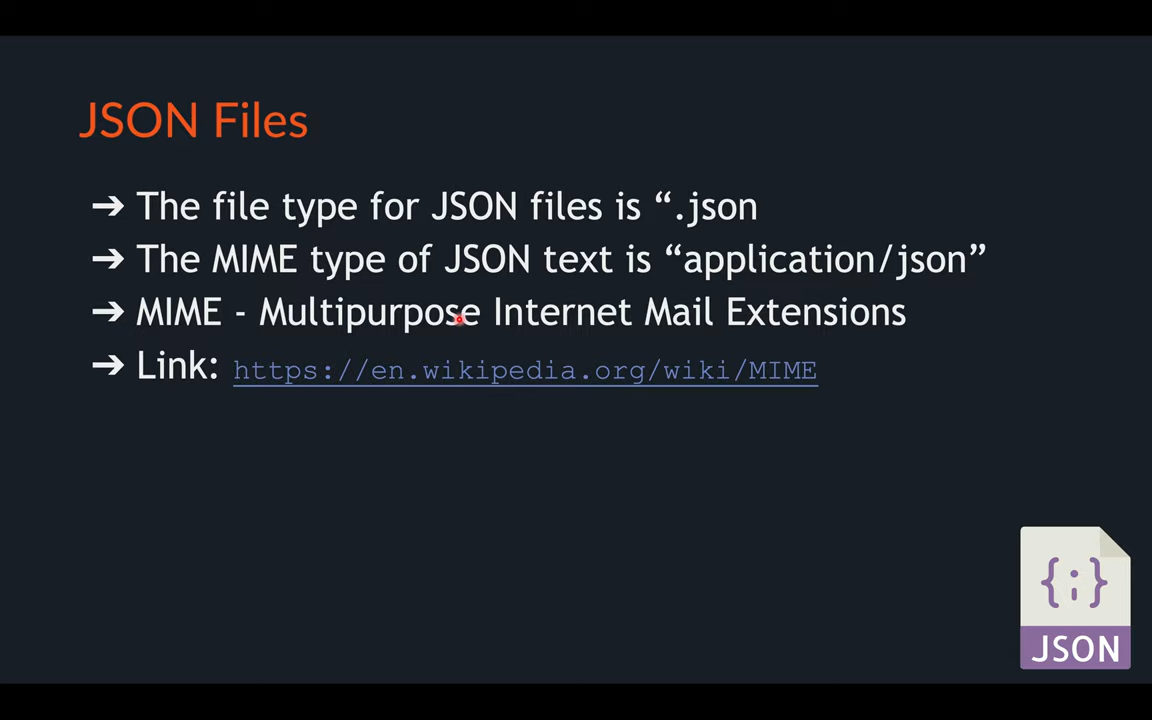 JSON Files
➔ The file type for JSON files is “.json
➔ The MIME type of JSON text is “application/json”
➔ MIME - Multipurpose Internet Mail Extensions
➔ Link: https://en.wikipedia.org/wiki/MIME
{;}
JSON